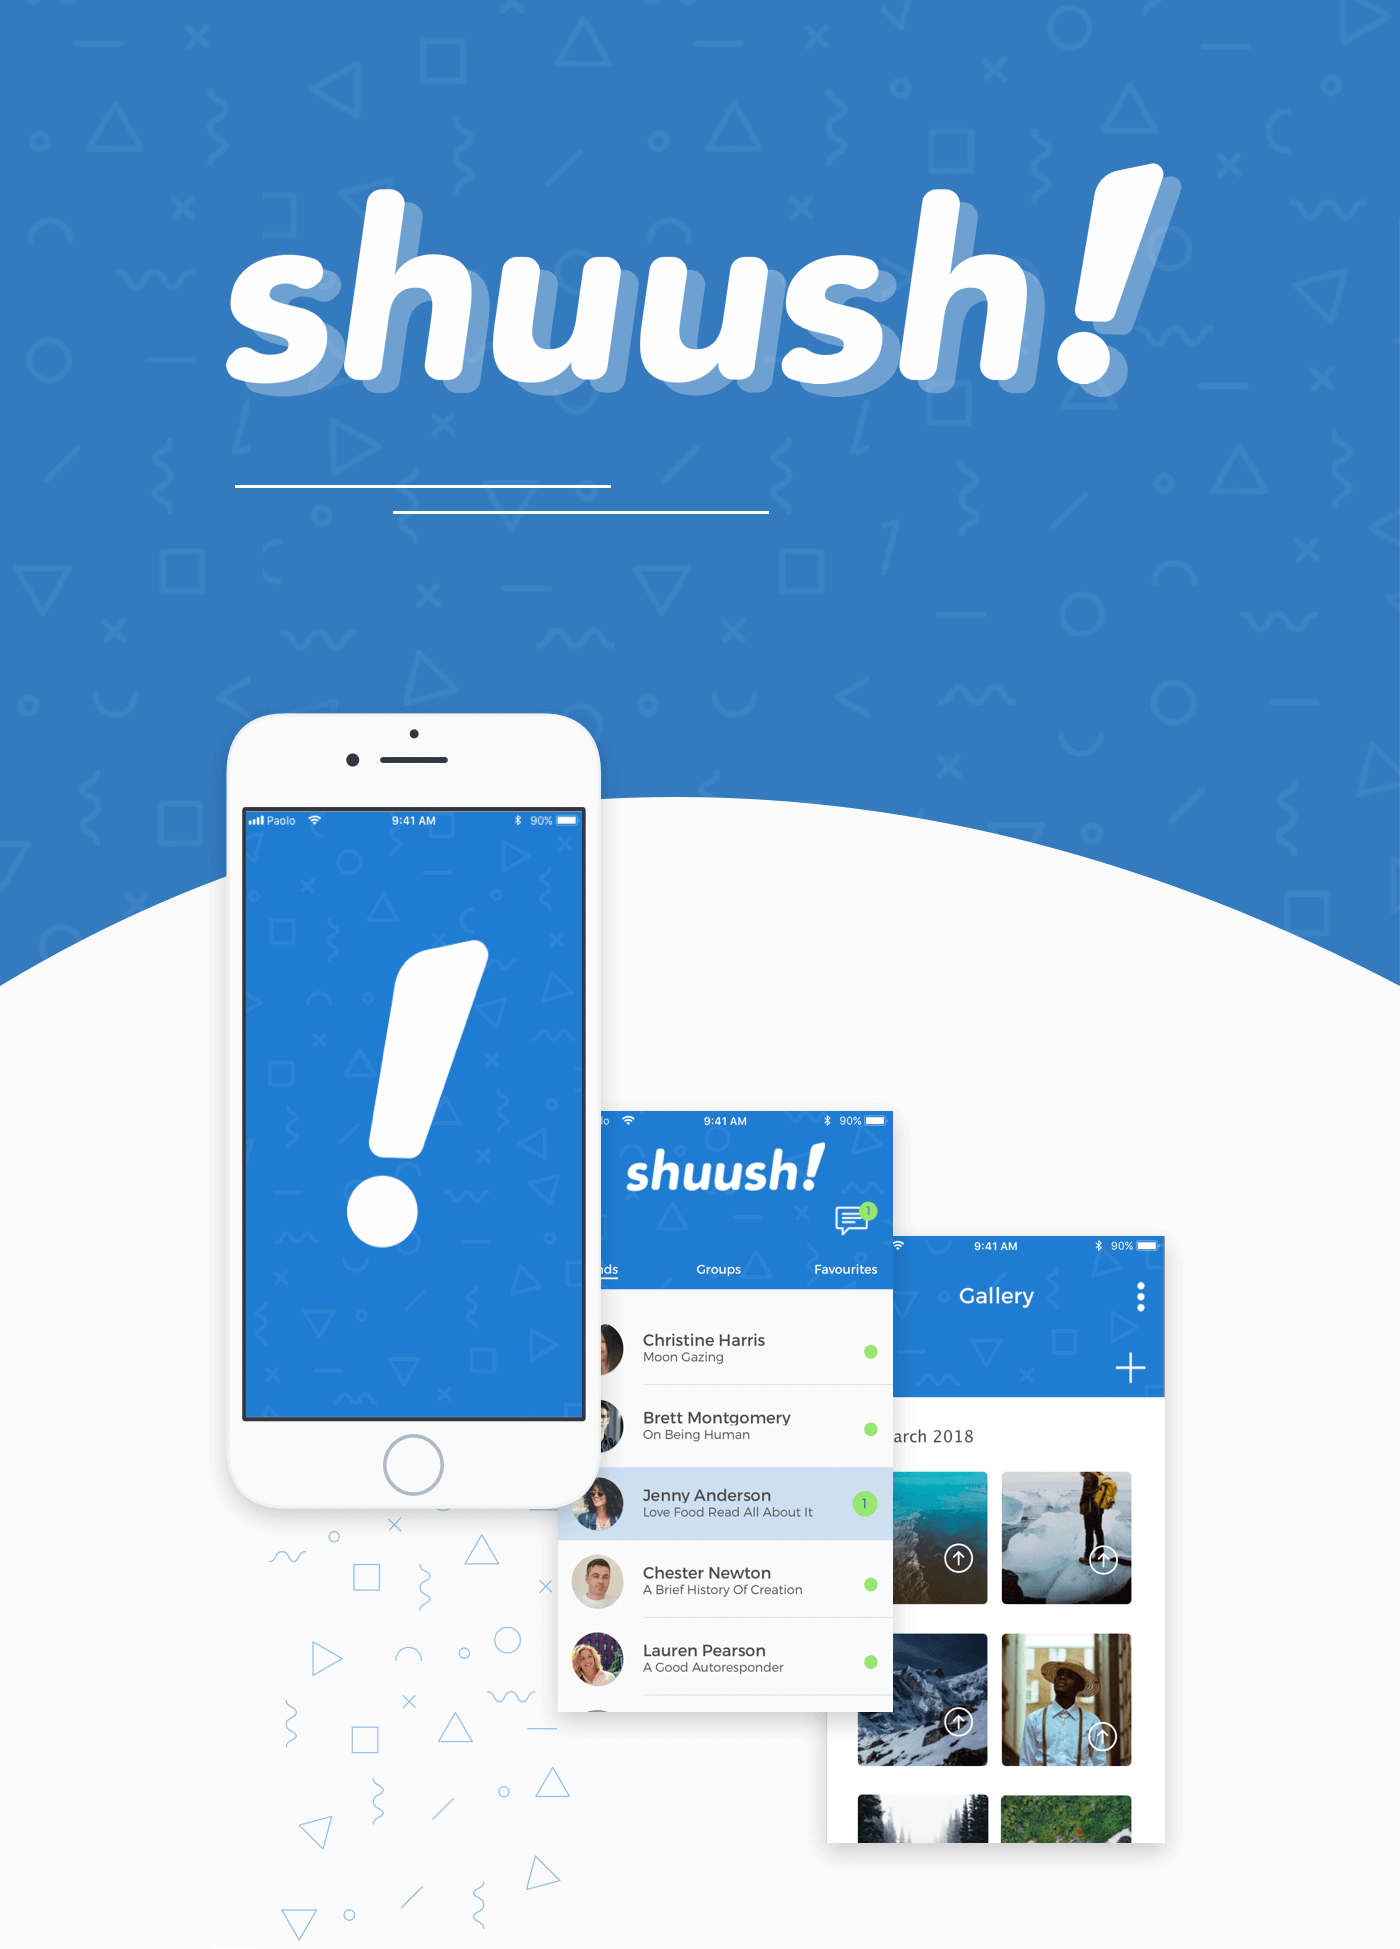 shuush!
Paolo 9:41 AM 90%
lo 9:41 AM 90%
shuush!
1
nds Groups Favourites
Christine Harris
Moon Gazing
Brett Montgomery
On Being Human
Jenny Anderson
Love Food Read All About It
1
Chester Newton
A Brief History Of Creation
Lauren Pearson
A Good Autoresponder
9:41 AM 90%
Gallery
arch 2018